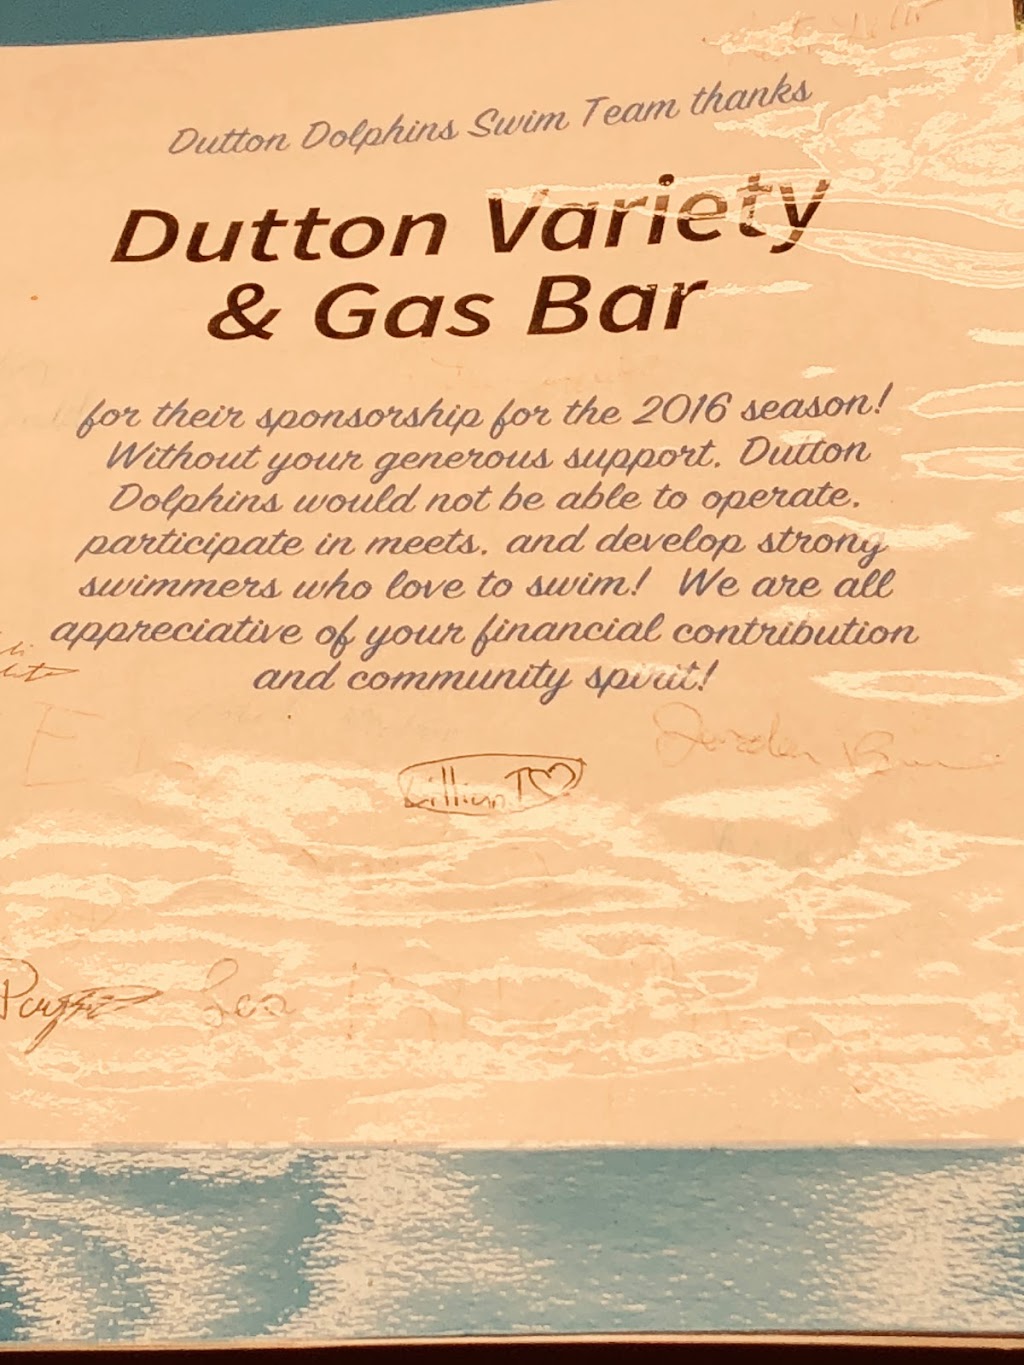 Dutton Dolphins Swim Team thanks
Dutton Variety
& Gas Bar
for their sponsorship for the 2016 season!
Without your generous support, Dutton
Dolphins would not be able to operate,
participate in meets, and develop strong
swimmers who love to swim! We are all
appreciative of your financial contribution
and community spirit!
Jordan
Lillian T